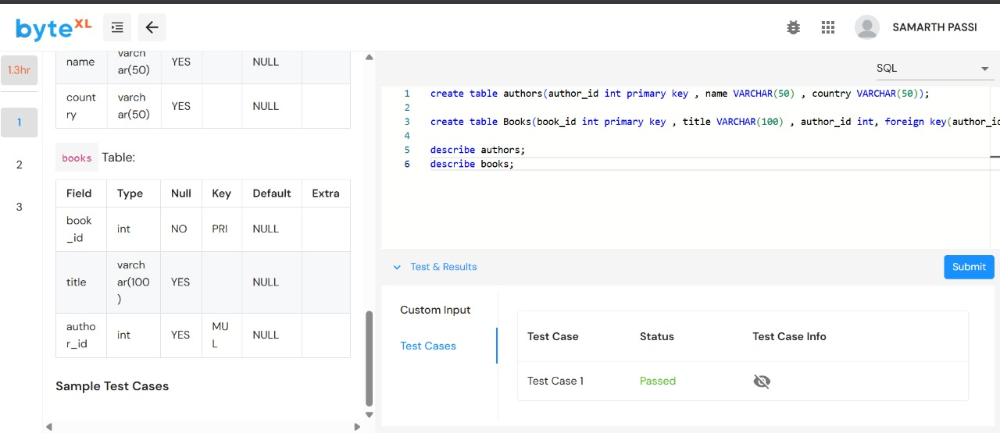 byteXL
SAMARTH PASSI
1.3hr
1
2
3
name varchar(50) YES NULL
country varchar(50) YES NULL
books Table:
Field Type Null Key Default Extra
book_id int NO PRI NULL
title varchar(100) YES NULL
author_id int YES MUL NULL
Sample Test Cases
SQL
1 create table authors(author_id int primary key , name VARCHAR(50) , country VARCHAR(50));
2
3 create table Books(book_id int primary key , title VARCHAR(100) , author_id int, foreign key(author_id
4
5 describe authors;
6 describe books;
Test & Results
Submit
Custom Input
Test Cases
Test Case Status Test Case Info
Test Case 1 Passed